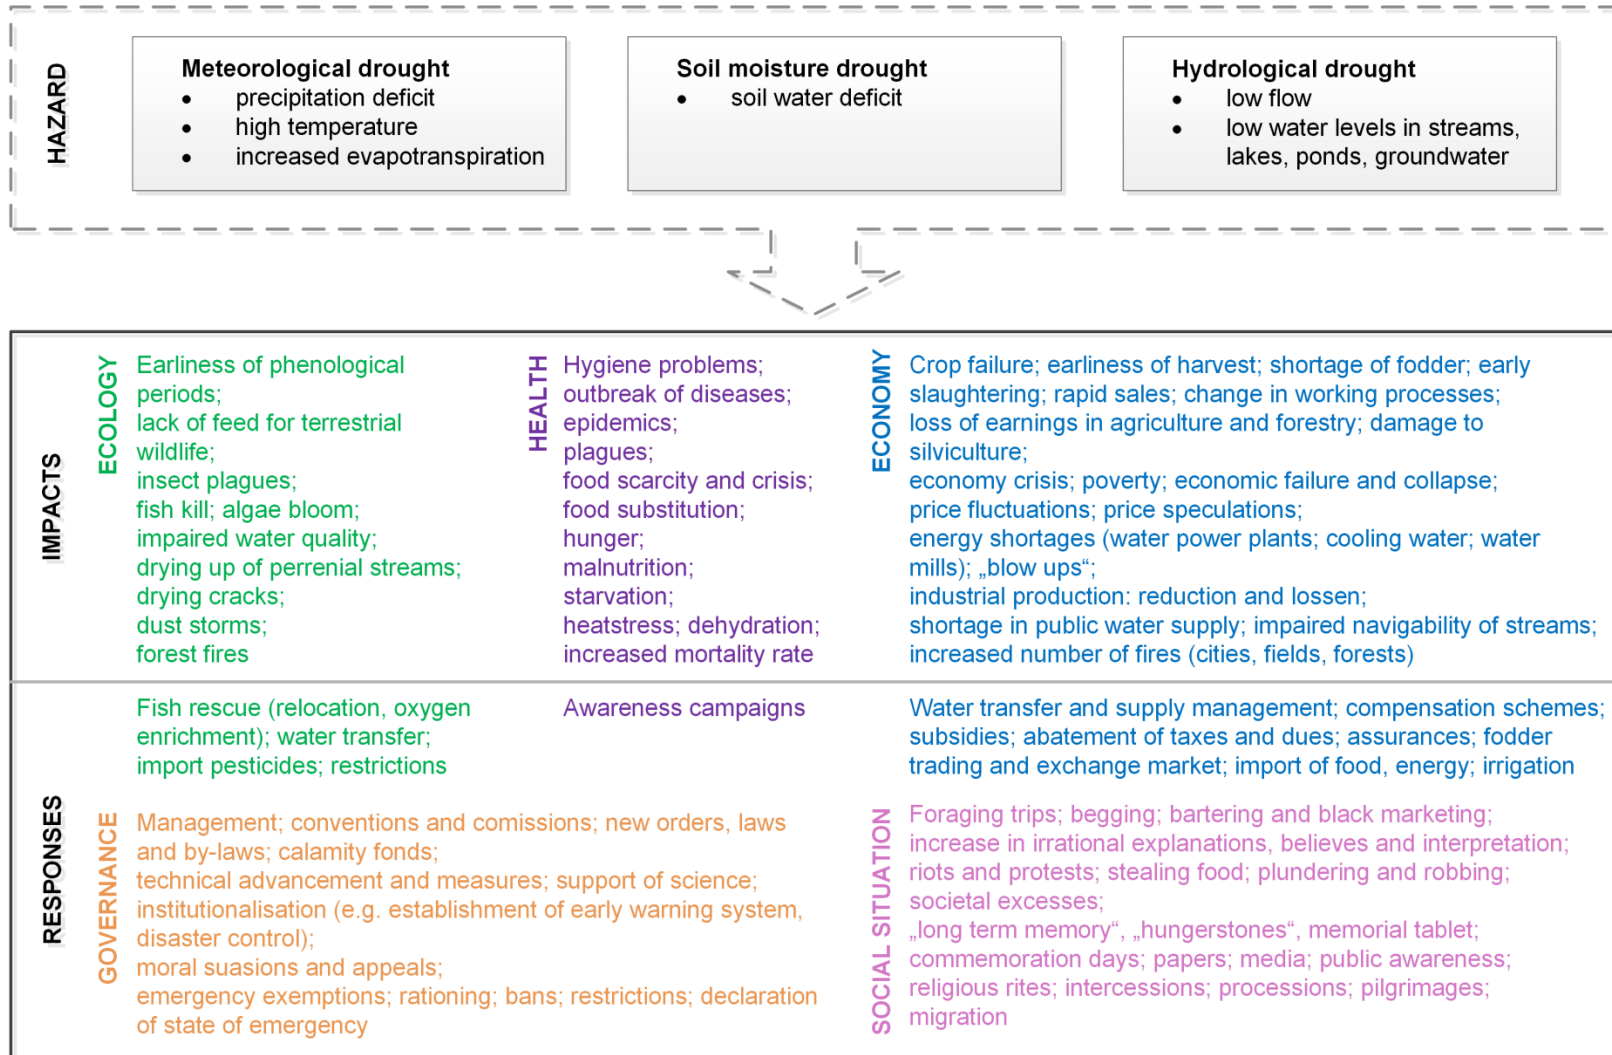 HAZARD
Meteorological drought
• precipitation deficit
• high temperature
• increased evapotranspiration
Soil moisture drought
• soil water deficit
Hydrological drought
• low flow
• low water levels in streams,
lakes, ponds, groundwater
IMPACTS
ECOLOGY
Earliness of phenological
periods;
lack of feed for terrestrial
wildlife;
insect plagues;
fish kill; algae bloom;
impaired water quality;
drying up of perrenial streams;
drying cracks;
dust storms;
forest fires
HEALTH
Hygiene problems;
outbreak of diseases;
epidemics;
plagues;
food scarcity and crisis;
food substitution;
hunger;
malnutrition;
starvation;
heatstress; dehydration;
increased mortality rate
ECONOMY
Crop failure; earliness of harvest; shortage of fodder; early
slaughtering; rapid sales; change in working processes;
loss of earnings in agriculture and forestry; damage to
silviculture;
economy crisis; poverty; economic failure and collapse;
price fluctuations; price speculations;
energy shortages (water power plants; cooling water; water
mills); „blow ups“;
industrial production: reduction and lossen;
shortage in public water supply; impaired navigability of streams;
increased number of fires (cities, fields, forests)
RESPONSES
Fish rescue (relocation, oxygen
enrichment); water transfer;
import pesticides; restrictions
Awareness campaigns
Water transfer and supply management; compensation schemes;
subsidies; abatement of taxes and dues; assurances; fodder
trading and exchange market; import of food, energy; irrigation
GOVERNANCE
Management; conventions and comissions; new orders, laws
and by-laws; calamity fonds;
technical advancement and measures; support of science;
institutionalisation (e.g. establishment of early warning system,
disaster control);
moral suasions and appeals;
emergency exemptions; rationing; bans; restrictions; declaration
of state of emergency
SOCIAL SITUATION
Foraging trips; begging; bartering and black marketing;
increase in irrational explanations, believes and interpretation;
riots and protests; stealing food; plundering and robbing;
societal excesses;
„long term memory“, „hungerstones“, memorial tablet;
commemoration days; papers; media; public awareness;
religious rites; intercessions; processions; pilgrimages;
migration